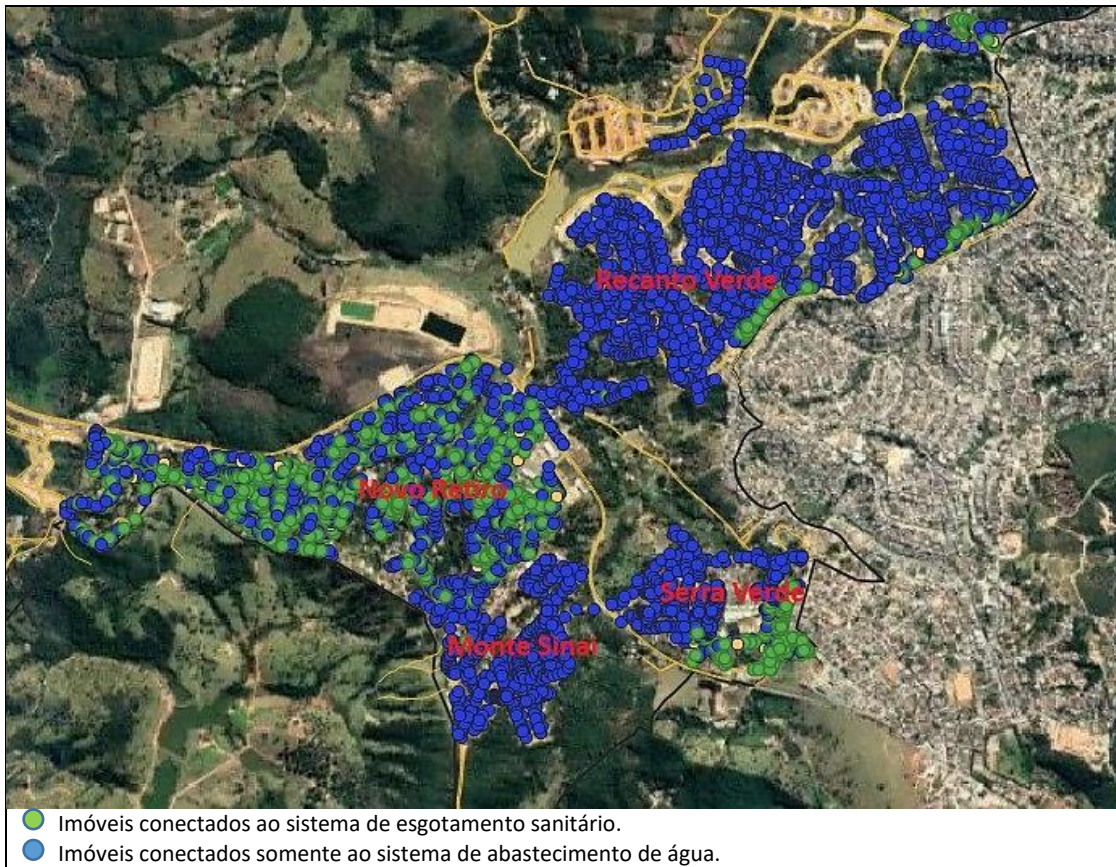 Recanto Verde
Novo Retiro
Serra Verde
Monte Sinai
Imóveis conectados ao sistema de esgotamento sanitário.
Imóveis conectados somente ao sistema de abastecimento de água.